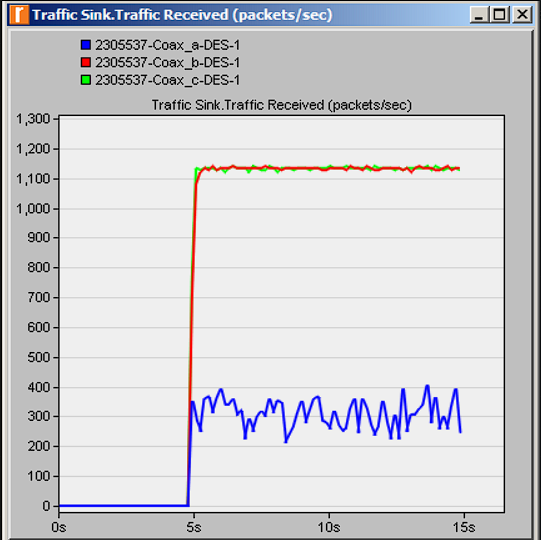 Traffic Sink.Traffic Received (packets/sec)
2305537-Coax_a-DES-1
2305537-Coax_b-DES-1
2305537-Coax_c-DES-1
Traffic Sink.Traffic Received (packets/sec)
1,300
1,200
1,100
1,000
900
800
700
600
500
400
300
200
100
0
0s 5s 10s 15s